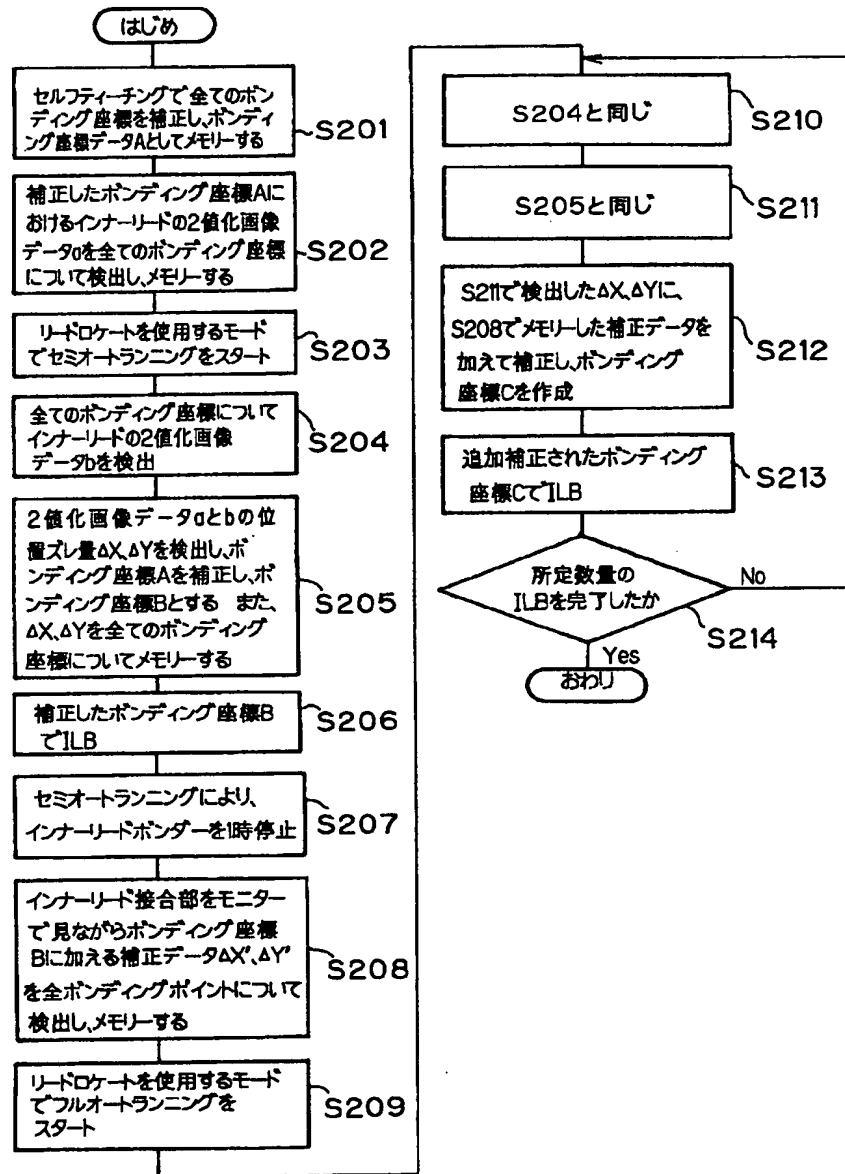 はじめ
セルフティーチングで全てのボン
ディング座標を補正し、ボンディ
ング座標データAとしてメモリーする
S201
補正したボンディング座標Aに
おけるインナーリードの2値化画像
データaを全てのボンディング座標
について検出し、メモリーする
S202
リードロケートを使用するモード
でセミオートランニングをスタート
S203
全てのボンディング座標について
インナーリードの2値化画像
データbを検出
S204
2値化画像データaとbの位
置ズレ量ΔX、ΔYを検出し、ボ
ンディング座標Aを補正し、ボ
ンディング座標Bとする また、
ΔX、ΔYを全てのボンディング
座標についてメモリーする
S205
補正したボンディング座標B
でILB
S206
セミオートランニングにより、
インナーリードボンダーを1時停止
S207
インナーリード接合部をモニター
で見ながらボンディング座標
Bに加える補正データΔX'、ΔY'
を全ボンディングポイントについて
検出し、メモリーする
S208
リードロケートを使用するモード
でフルオートランニングを
スタート
S209
S204と同じ
S210
S205と同じ
S211
S211で検出したΔX、ΔYに、
S208でメモリーした補正データを
加えて補正し、ボンディング
座標Cを作成
S212
追加補正されたボンディング
座標CでILB
S213
所定数量の
ILBを完了したか
No
S214
Yes
おわり